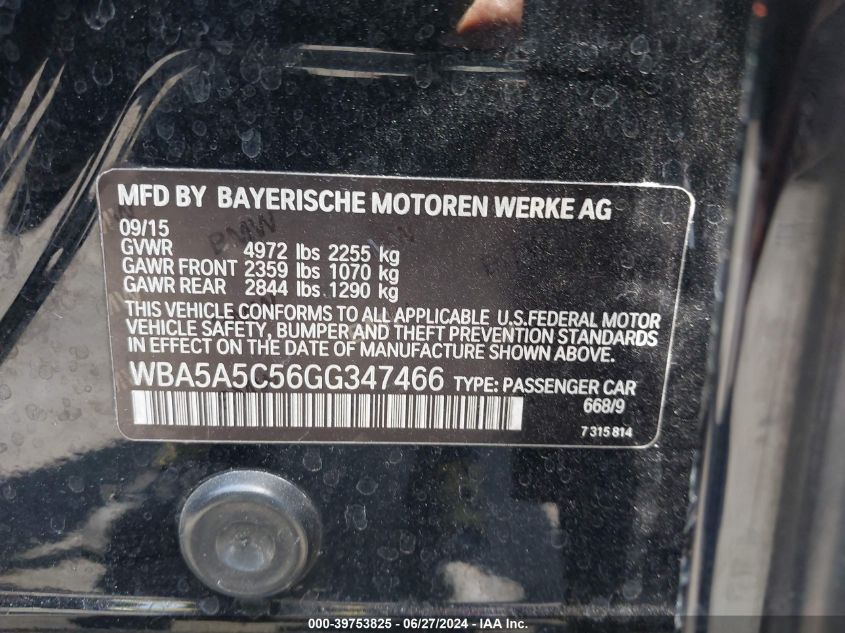 MFD BY BAYERISCHE MOTOREN WERKE AG
09/15
GVWR 4972 lbs 2255 kg
GAWR FRONT 2359 lbs 1070 kg
GAWR REAR 2844 lbs 1290 kg
THIS VEHICLE CONFORMS TO ALL APPLICABLE U.S.FEDERAL MOTOR
VEHICLE SAFETY, BUMPER AND THEFT PREVENTION STANDARDS
IN EFFECT ON THE DATE OF MANUFACTURE SHOWN ABOVE.
WBA5A5C56GG347466 TYPE: PASSENGER CAR
668/9
7 315 814
000-39753825 - 06/27/2024 - IAA Inc.